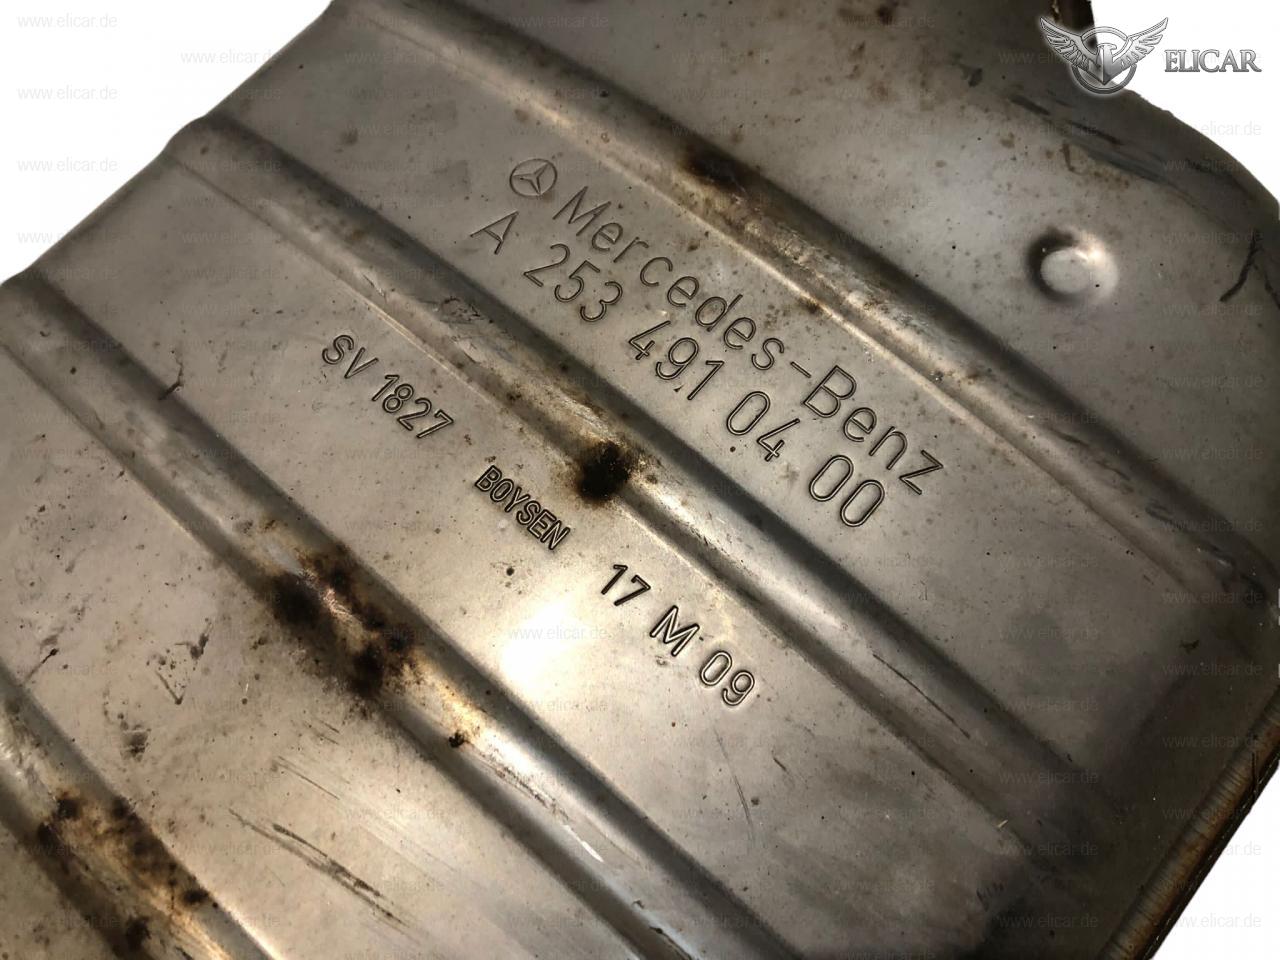 ELICAR
Mercedes-Benz
A 253 491 04 00
SV 1827
BOYSEN
17 M 09
www.elicar.de